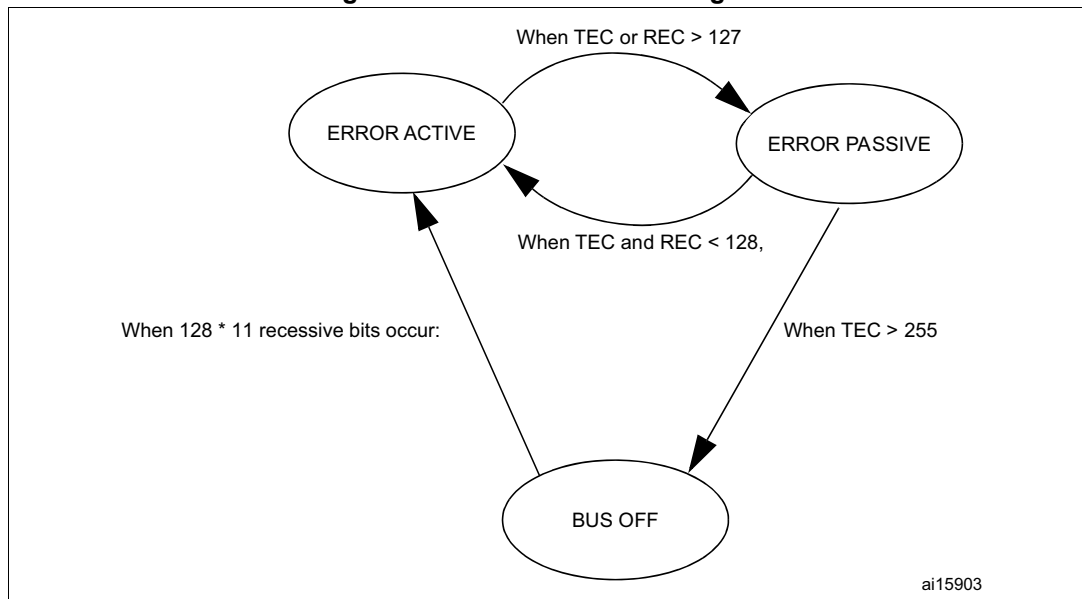 When TEC or REC > 127
ERROR ACTIVE
ERROR PASSIVE
When TEC and REC < 128,
When 128 * 11 recessive bits occur:
When TEC > 255
BUS OFF
ai15903